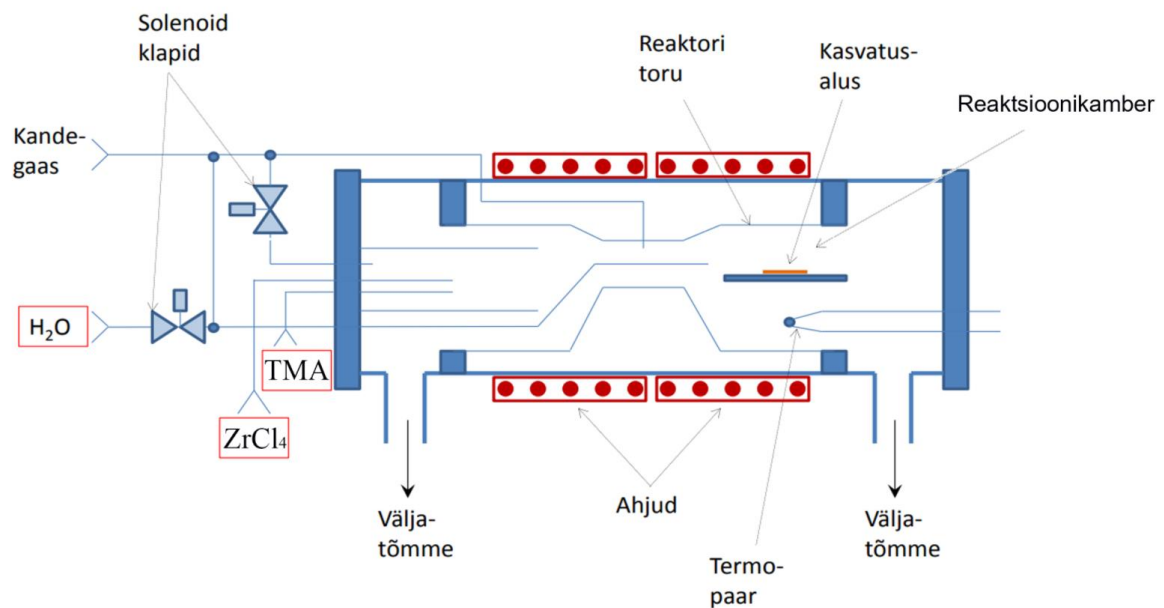 Solenoid
klapid
Reaktori
toru
Kasvatus-
alus
Reaktsioonikamber
Kande-
gaas
H₂O
TMA
ZrCl₄
Ahjud
Välja-
tõmme
Termo-
paar
Välja-
tõmme